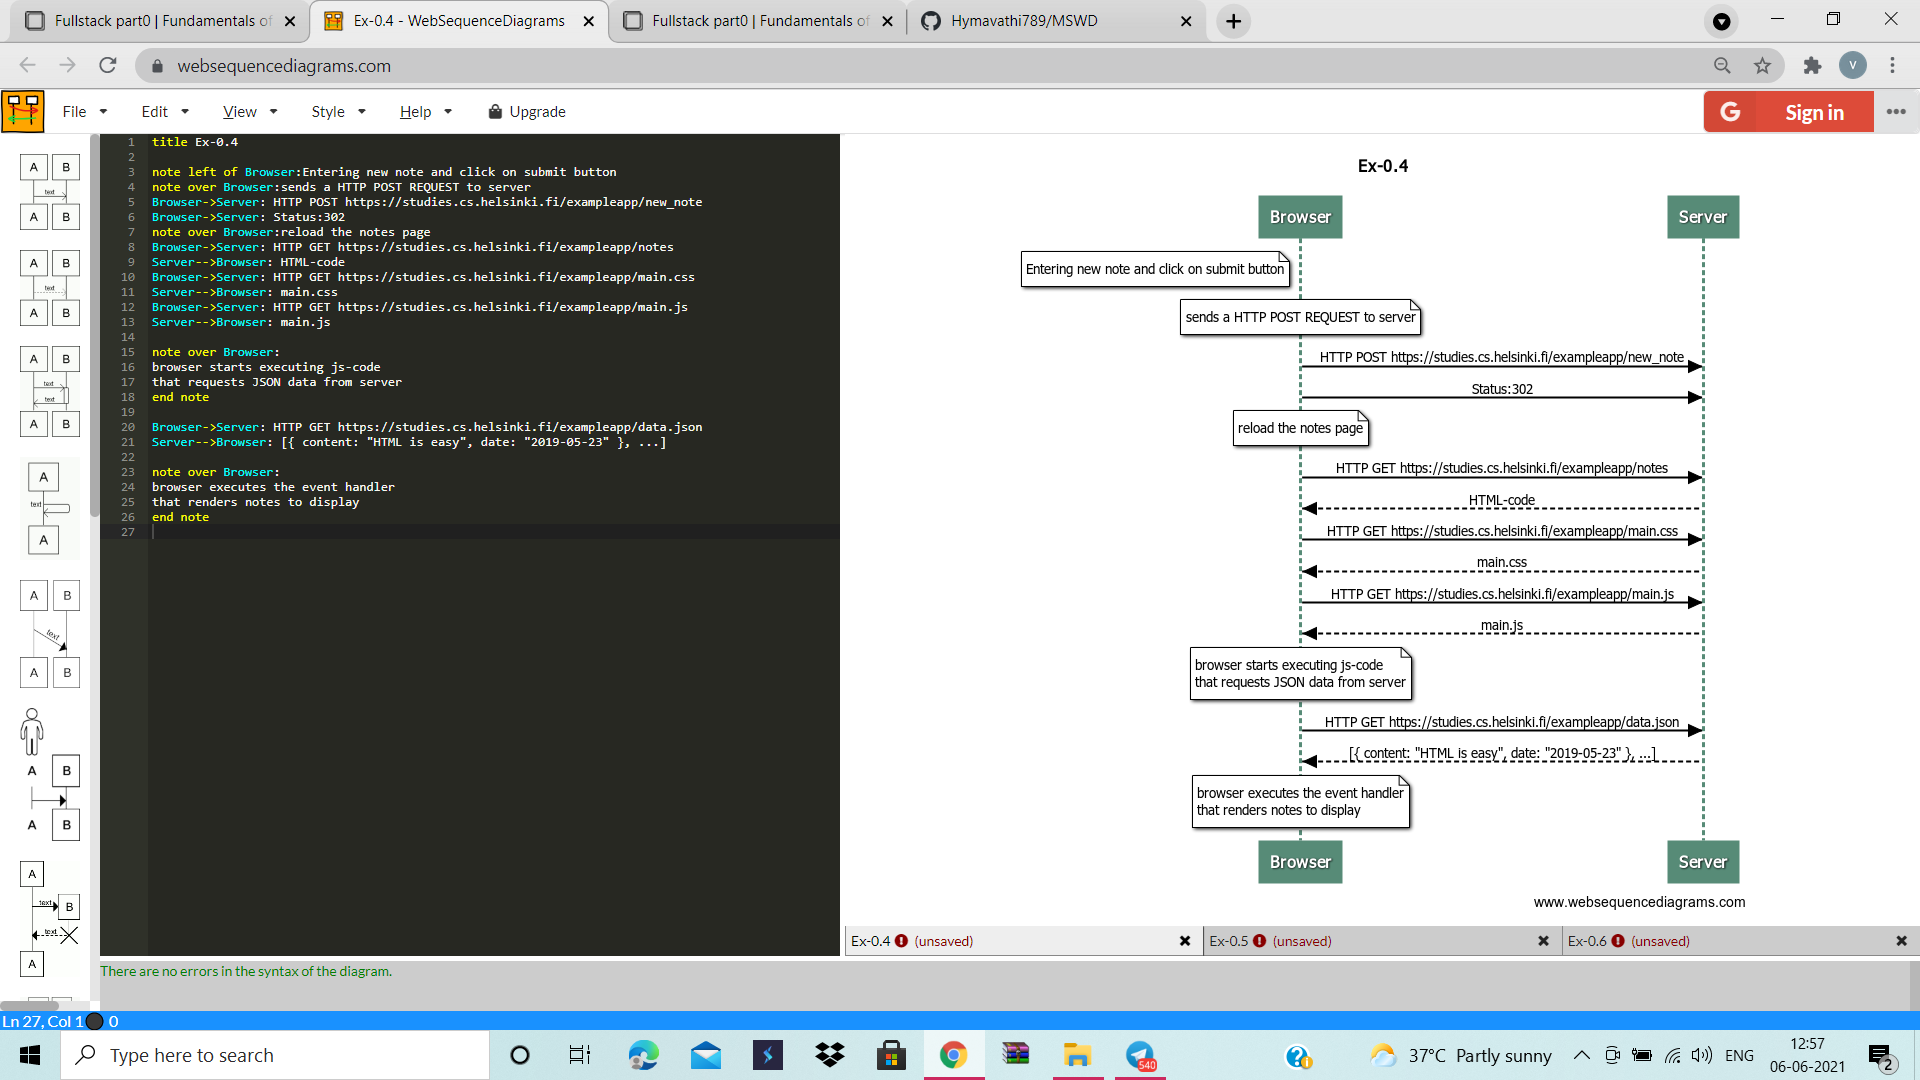 Fullstack part0 | Fundamentals of
Ex-0.4 - WebSequenceDiagrams
Fullstack part0 | Fundamentals of
Hymavathi789/MSWD
websequencediagrams.com
V
File
Edit
View
Style
Help
Upgrade
G Sign in
A B
text
A B
A B
text
A B
A B
text
text
A B
A
text
A
A B
text
A B
A B
A B
A
text B
text
A
1 title Ex-0.4
2
3 note left of Browser:Entering new note and click on submit button
4 note over Browser:sends a HTTP POST REQUEST to server
5 Browser->Server: HTTP POST https://studies.cs.helsinki.fi/exampleapp/new_note
6 Browser->Server: Status:302
7 note over Browser:reload the notes page
8 Browser->Server: HTTP GET https://studies.cs.helsinki.fi/exampleapp/notes
9 Server-->Browser: HTML-code
10 Browser->Server: HTTP GET https://studies.cs.helsinki.fi/exampleapp/main.css
11 Server-->Browser: main.css
12 Browser->Server: HTTP GET https://studies.cs.helsinki.fi/exampleapp/main.js
13 Server-->Browser: main.js
14
15 note over Browser:
16 browser starts executing js-code
17 that requests JSON data from server
18 end note
19
20 Browser->Server: HTTP GET https://studies.cs.helsinki.fi/exampleapp/data.json
21 Server-->Browser: [{ content: "HTML is easy", date: "2019-05-23" }, ...]
22
23 note over Browser:
24 browser executes the event handler
25 that renders notes to display
26 end note
27
Ex-0.4
Browser Server
Entering new note and click on submit button
sends a HTTP POST REQUEST to server
HTTP POST https://studies.cs.helsinki.fi/exampleapp/new_note
Status:302
reload the notes page
HTTP GET https://studies.cs.helsinki.fi/exampleapp/notes
HTML-code
HTTP GET https://studies.cs.helsinki.fi/exampleapp/main.css
main.css
HTTP GET https://studies.cs.helsinki.fi/exampleapp/main.js
main.js
browser starts executing js-code
that requests JSON data from server
HTTP GET https://studies.cs.helsinki.fi/exampleapp/data.json
[{ content: "HTML is easy", date: "2019-05-23" }, ...]
browser executes the event handler
that renders notes to display
Browser Server
www.websequencediagrams.com
Ex-0.4 (unsaved)
Ex-0.5 (unsaved)
Ex-0.6 (unsaved)
There are no errors in the syntax of the diagram.
Ln 27, Col 1 0
Type here to search
540
37°C Partly sunny
ENG
12:57
06-06-2021
2